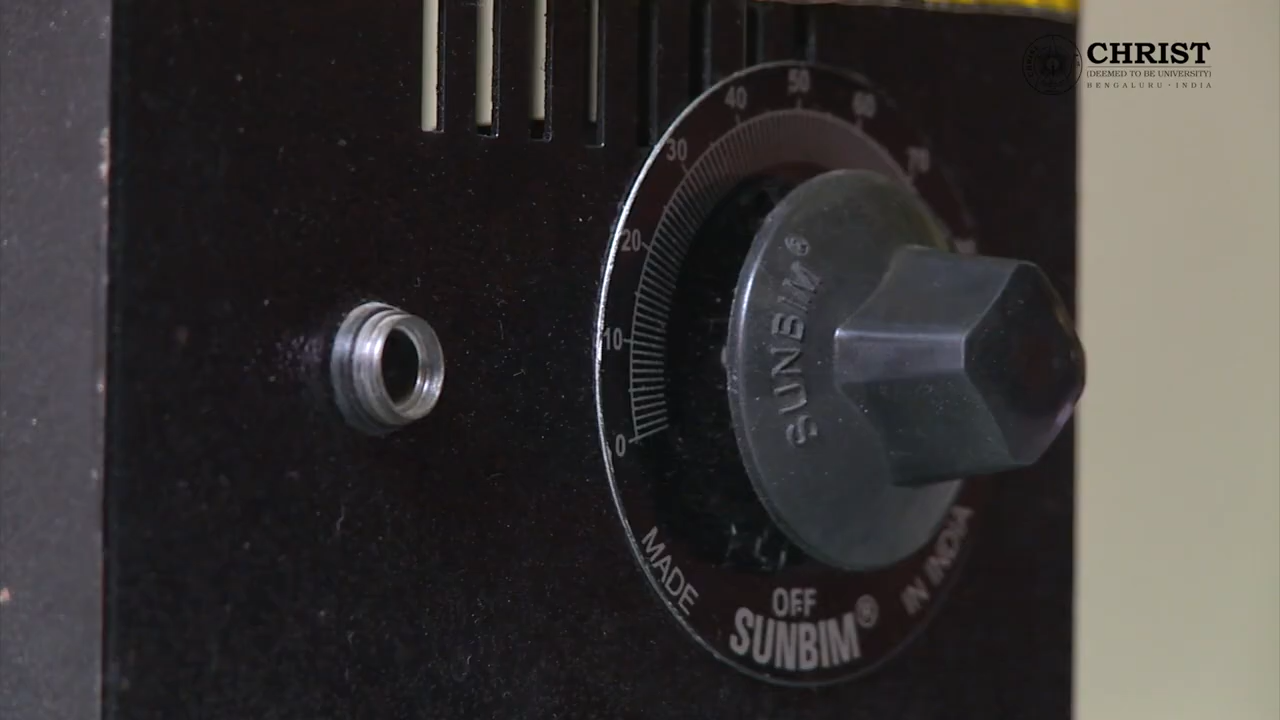 CHRIST
(DEEMED TO BE UNIVERSITY)
BENGALURU · INDIA
0
10
20
30
40
50
60
70
SUNBIM®
MADE
IN INDIA
OFF
SUNBIM®